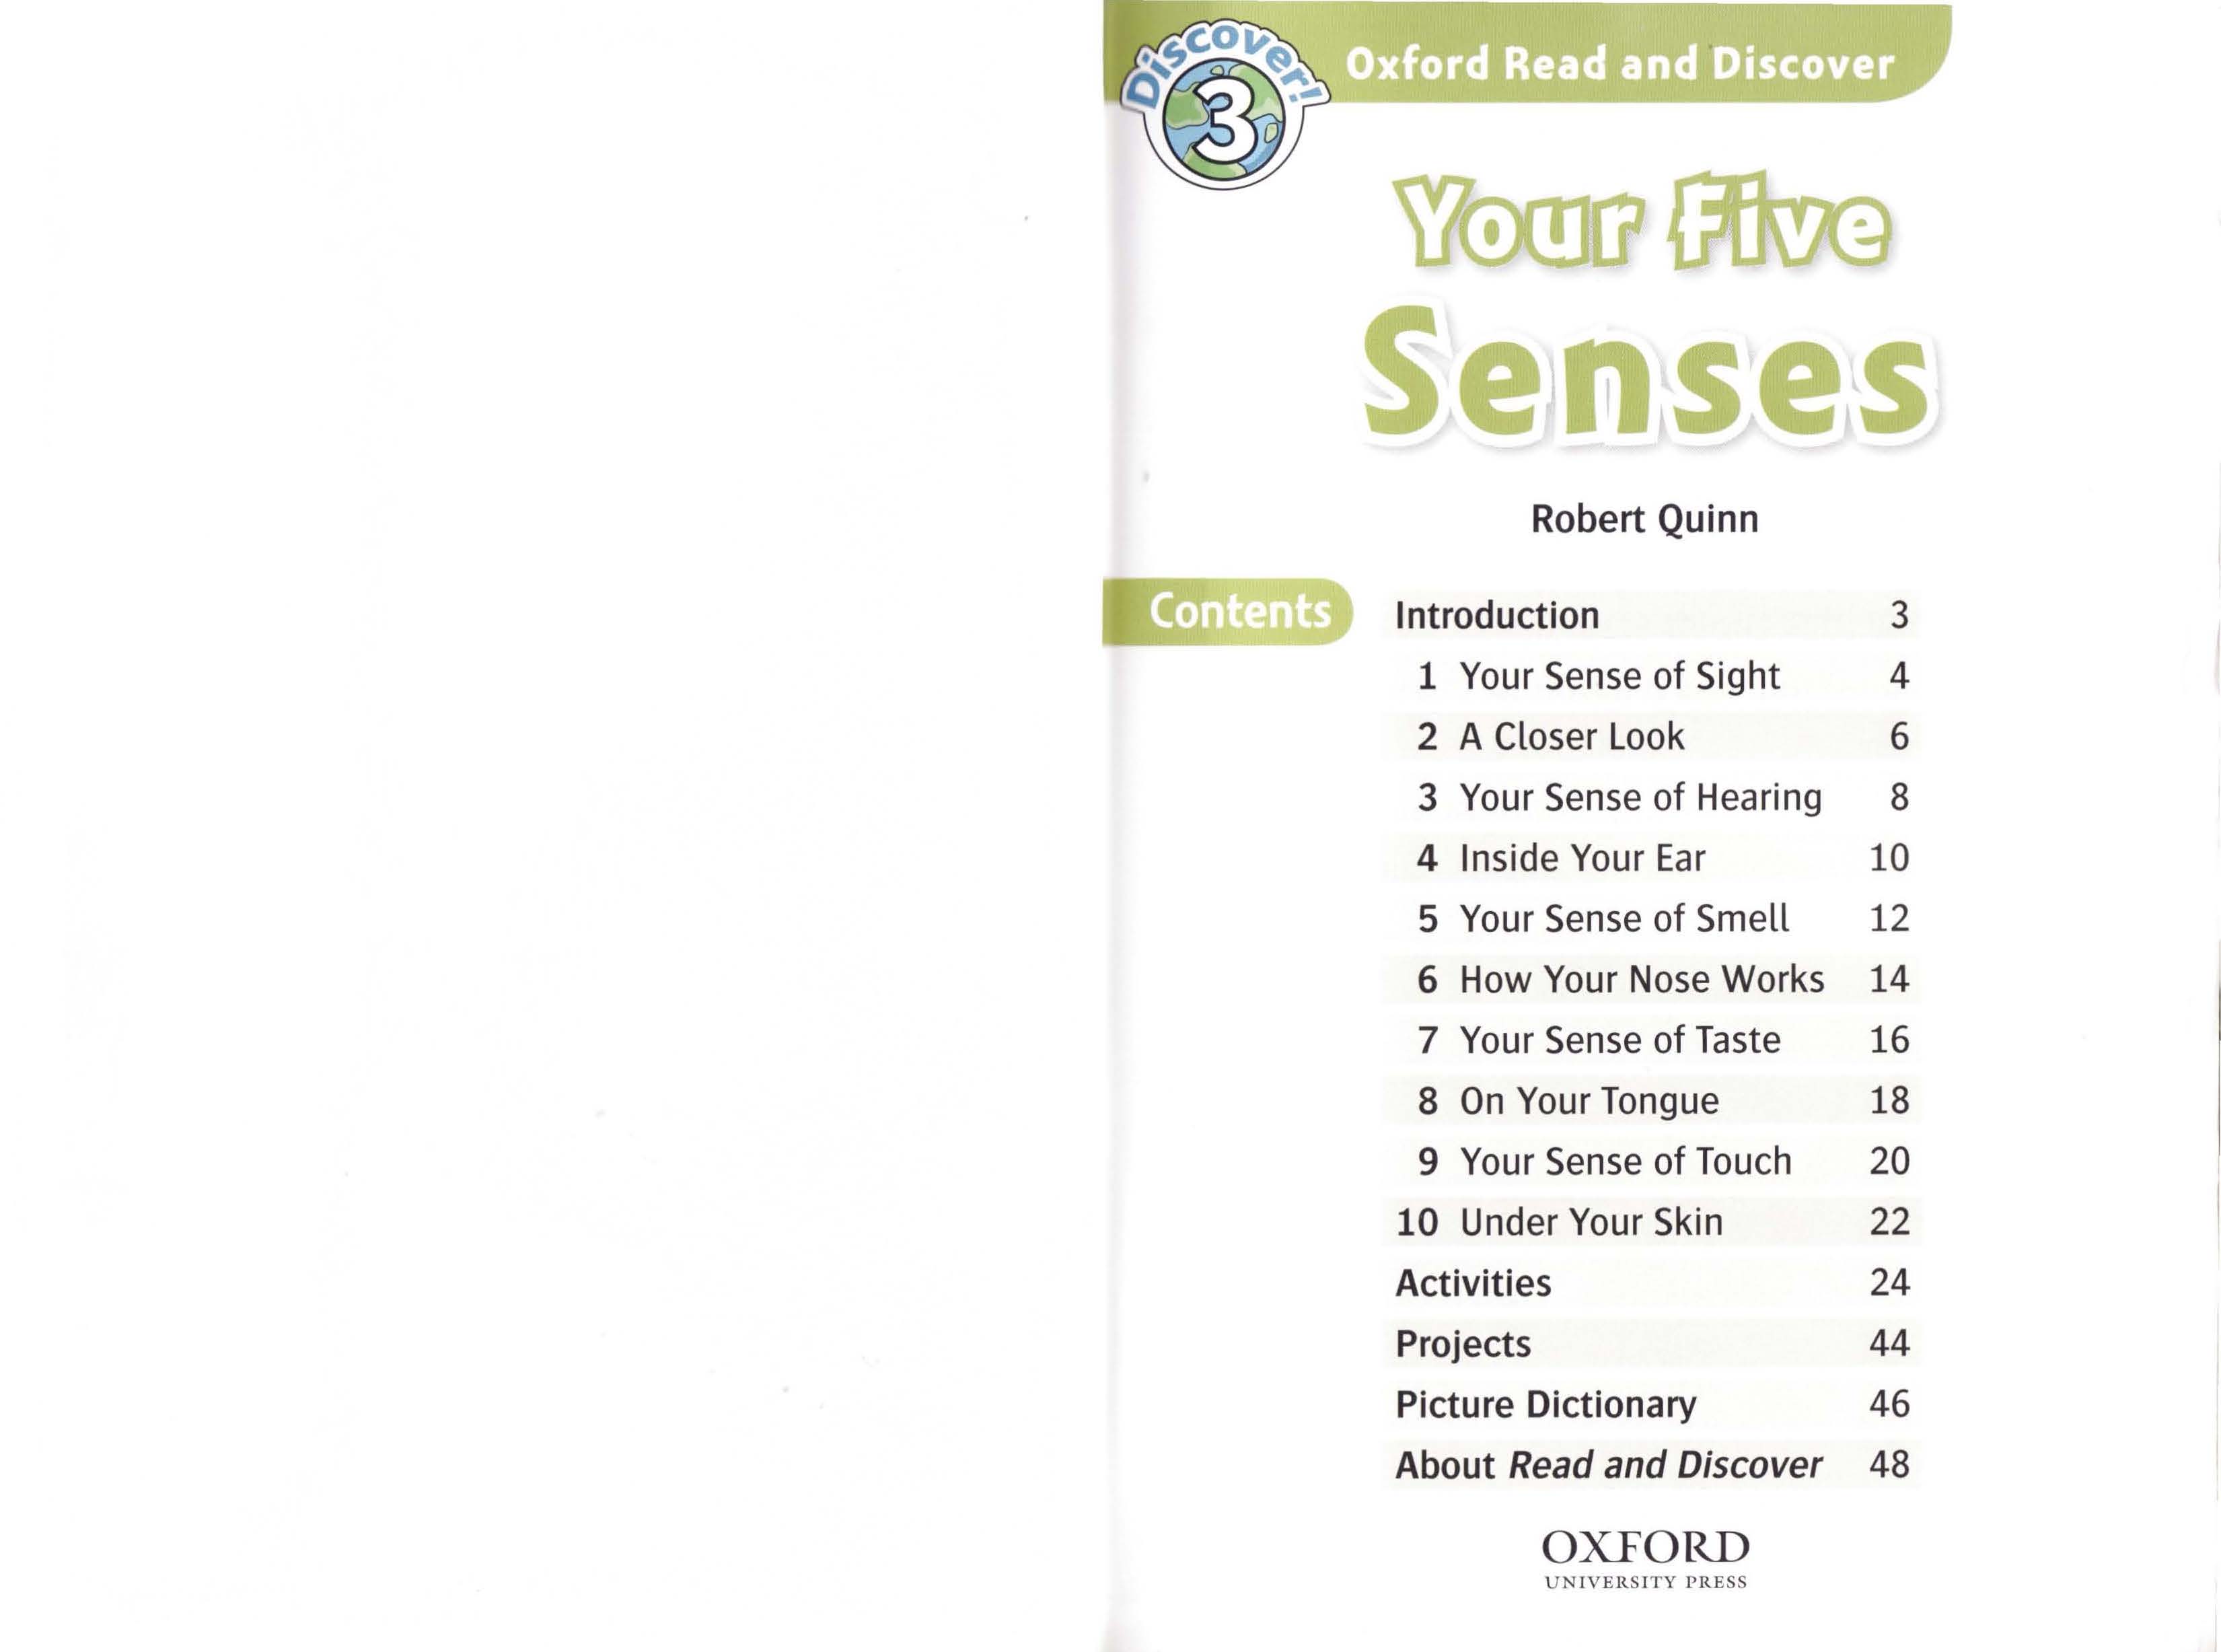 Discover!
3
Oxford Read and Discover
Your Five
Senses
Robert Quinn
Contents
Introduction 3
1 Your Sense of Sight 4
2 A Closer Look 6
3 Your Sense of Hearing 8
4 Inside Your Ear 10
5 Your Sense of Smell 12
6 How Your Nose Works 14
7 Your Sense of Taste 16
8 On Your Tongue 18
9 Your Sense of Touch 20
10 Under Your Skin 22
Activities 24
Projects 44
Picture Dictionary 46
About Read and Discover 48
OXFORD
UNIVERSITY PRESS